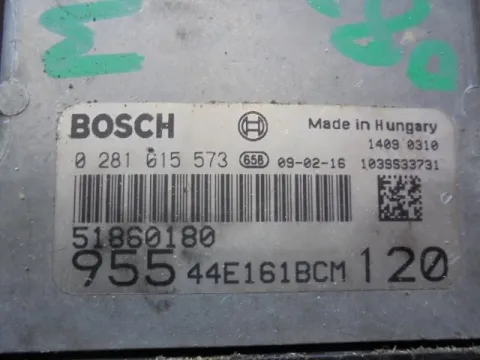 M
BOSCH Made in Hungary
1409 0310
0 281 015 573 658 09-02-16 1039S33731
51860180
955 44E161BCM 120